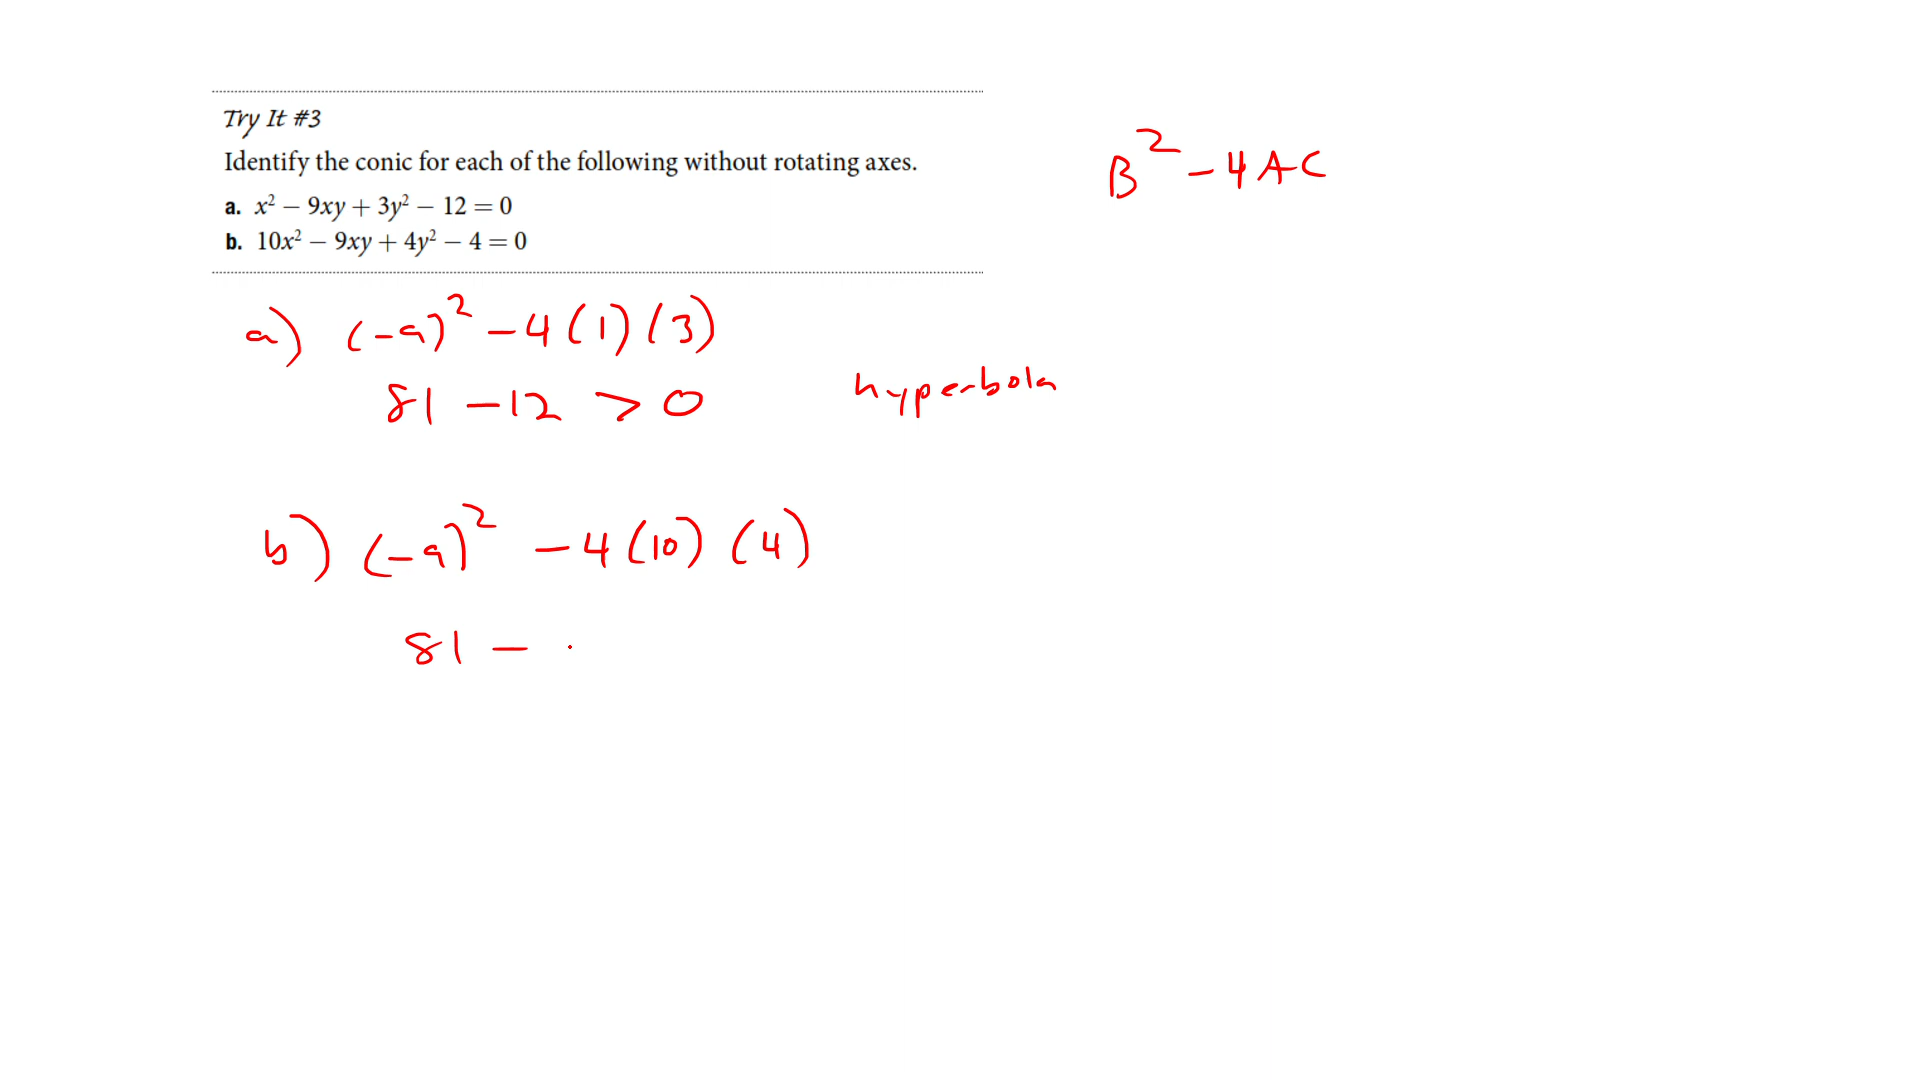 Try It #3
Identify the conic for each of the following without rotating axes.
a. x² − 9xy + 3y² − 12 = 0
b. 10x² − 9xy + 4y² − 4 = 0
B² − 4AC
a) (−9)² − 4(1)(3)
81 − 12 > 0
hyperbola
b) (−9)² − 4(10)(4)
81 −